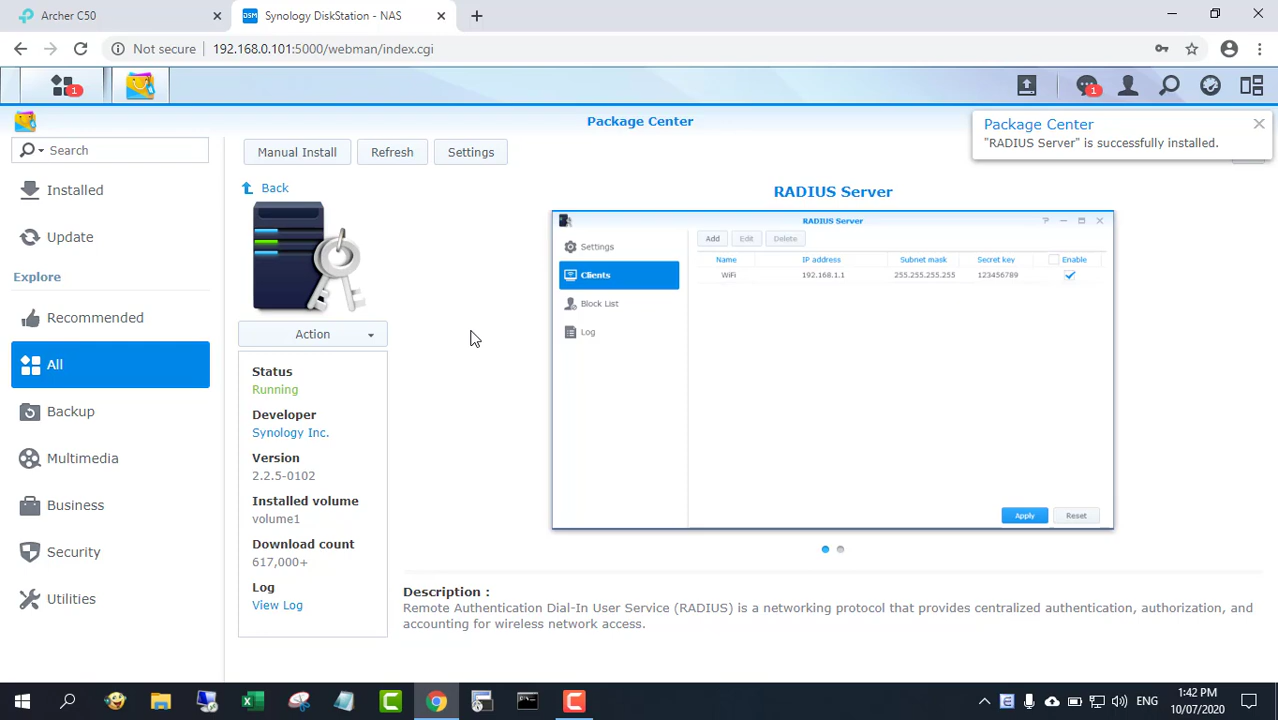 Archer C50
Synology DiskStation - NAS
Not secure
192.168.0.101:5000/webman/index.cgi
1
1
Package Center
Package Center
"RADIUS Server" is successfully installed.
Search
Manual Install
Refresh
Settings
Installed
Update
Explore
Recommended
All
Backup
Multimedia
Business
Security
Utilities
Back
RADIUS Server
Action
Status
Running
Developer
Synology Inc.
Version
2.2.5-0102
Installed volume
volume1
Download count
617,000+
Log
View Log
RADIUS Server
Settings
Clients
Block List
Log
Add
Edit
Delete
Name IP address Subnet mask Secret key Enable
WiFi 192.168.1.1 255.255.255.255 123456789
Apply
Reset
Description :
Remote Authentication Dial-In User Service (RADIUS) is a networking protocol that provides centralized authentication, authorization, and
accounting for wireless network access.
ENG
1:42 PM
10/07/2020